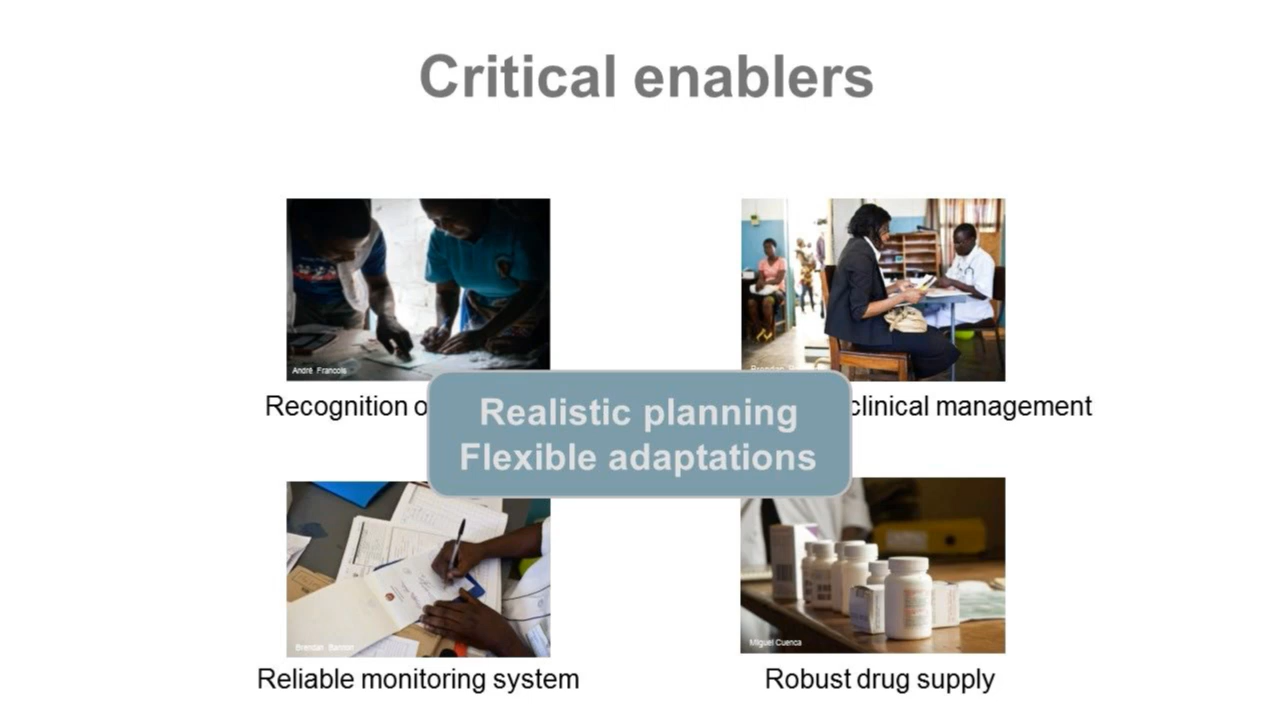 Critical enablers
André Francois
Recognition o
clinical management
Realistic planning
Flexible adaptations
Brendan Bannon
Miguel Cuenca
Reliable monitoring system
Robust drug supply